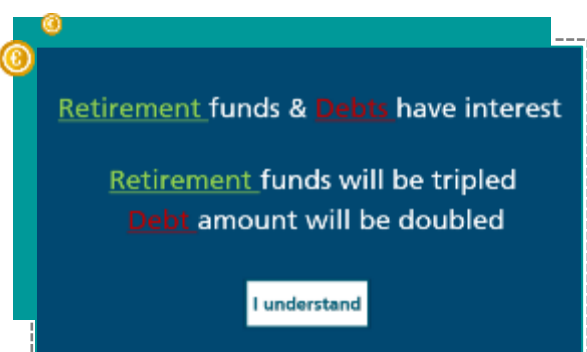 Retirement funds & Debts have interest
Retirement funds will be tripled
Debt amount will be doubled
I understand